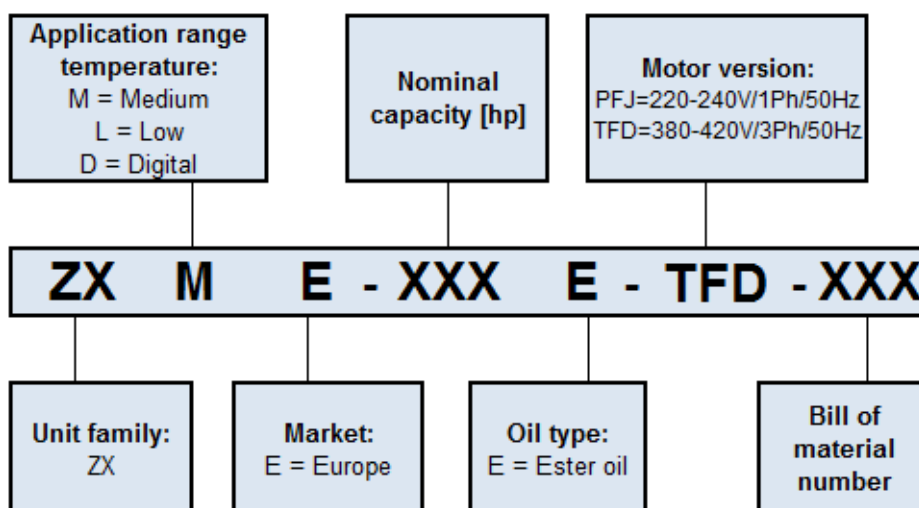 Application range
temperature:
M = Medium
L = Low
D = Digital
Nominal
capacity [hp]
Motor version:
PFJ=220-240V/1Ph/50Hz
TFD=380-420V/3Ph/50Hz
ZX M E - XXX E - TFD - XXX
Unit family:
ZX
Market:
E = Europe
Oil type:
E = Ester oil
Bill of
material
number